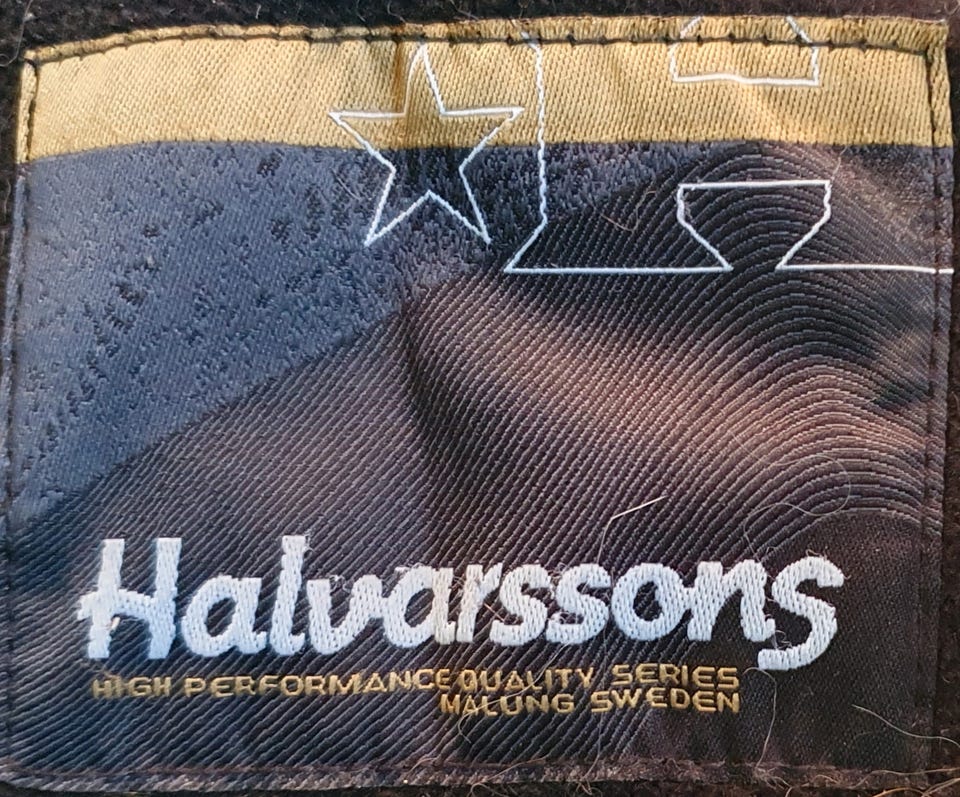 Halvarssons
HIGH PERFORMANCE QUALITY SERIES
MALUNG SWEDEN